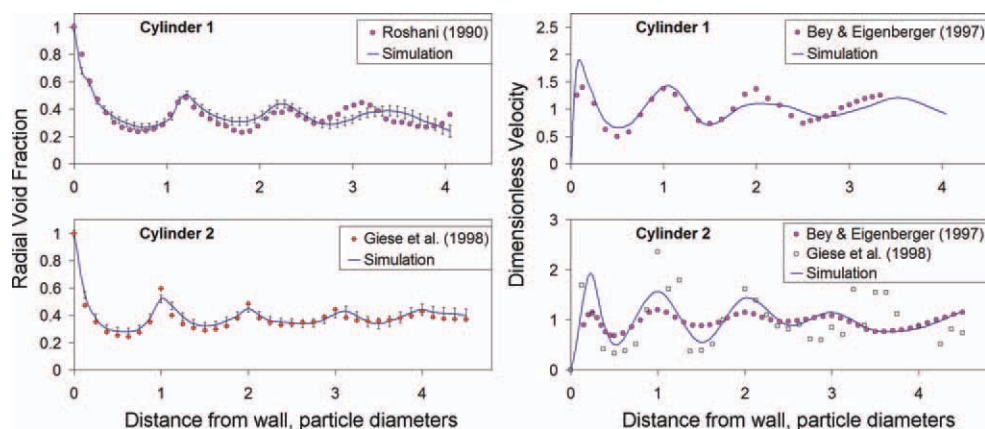 Cylinder 1
Roshani (1990)
Simulation
1
0.8
0.6
0.4
0.2
0
0 1 2 3 4
Radial Void Fraction
Cylinder 2
Giese et al. (1998)
Simulation
1
0.8
0.6
0.4
0.2
0
0 1 2 3 4
Distance from wall, particle diameters
Cylinder 1
Bey & Eigenberger (1997)
Simulation
2.5
2
1.5
1
0.5
0
0 1 2 3 4
Dimensionless Velocity
Cylinder 2
Bey & Eigenberger (1997)
Giese et al. (1998)
Simulation
3
2
1
0
0 1 2 3 4
Distance from wall, particle diameters